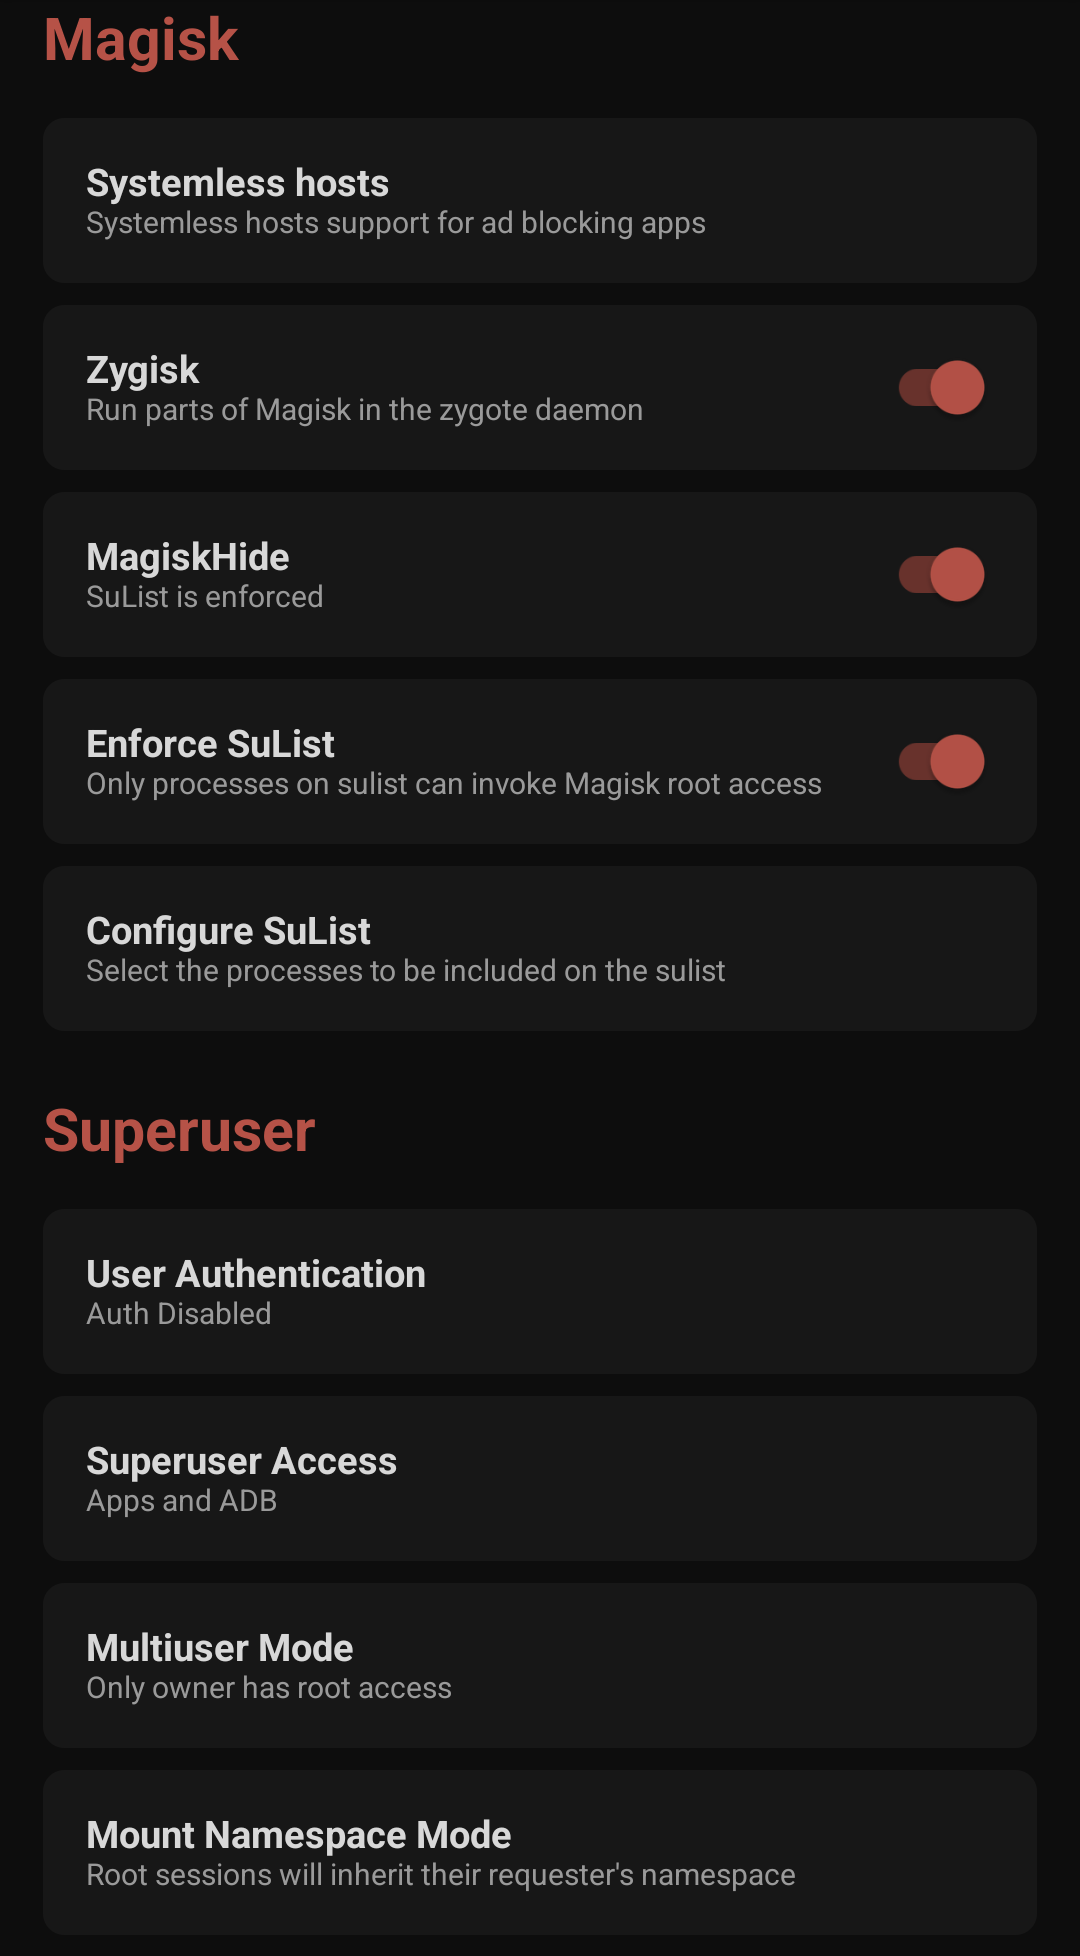 Magisk
Systemless hosts
Systemless hosts support for ad blocking apps
Zygisk
Run parts of Magisk in the zygote daemon
MagiskHide
SuList is enforced
Enforce SuList
Only processes on sulist can invoke Magisk root access
Configure SuList
Select the processes to be included on the sulist
Superuser
User Authentication
Auth Disabled
Superuser Access
Apps and ADB
Multiuser Mode
Only owner has root access
Mount Namespace Mode
Root sessions will inherit their requester's namespace